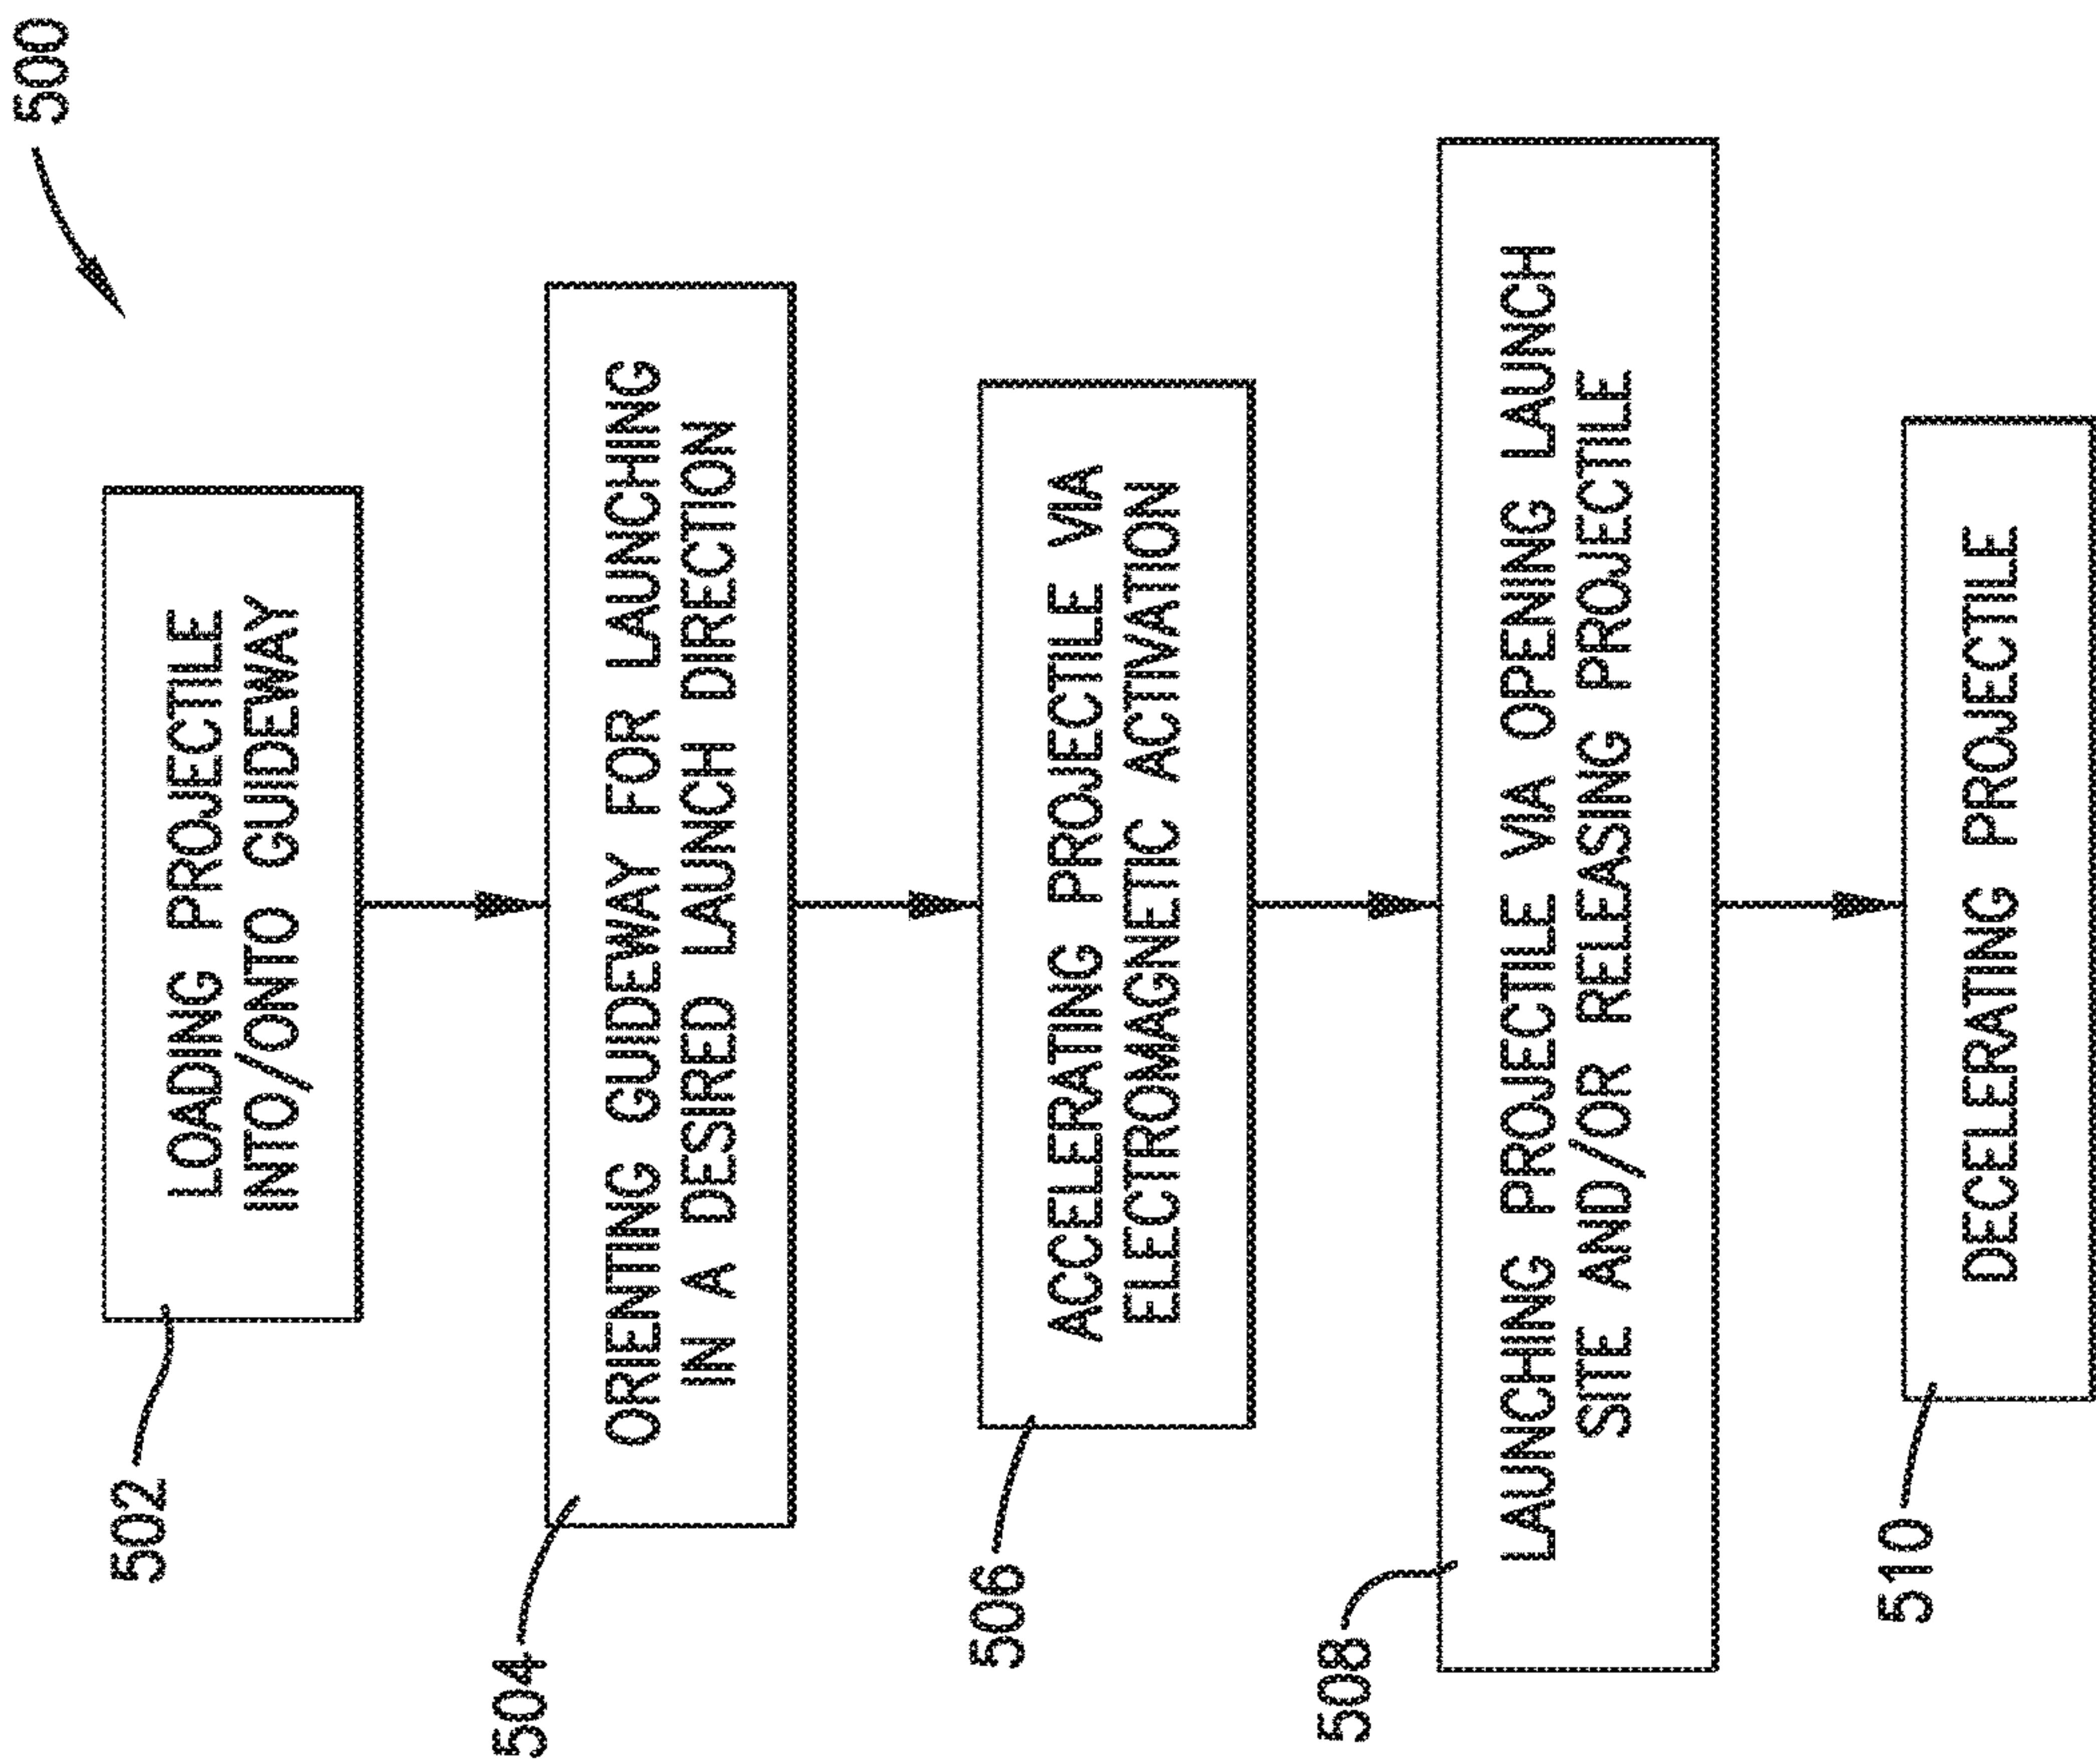 500
502
LOADING PROJECTILE
INTO/ONTO GUIDEWAY
504
ORIENTING GUIDEWAY FOR LAUNCHING
IN A DESIRED LAUNCH DIRECTION
506
ACCELERATING PROJECTILE VIA
ELECTROMAGNETIC ACTIVATION
508
LAUNCHING PROJECTILE VIA OPENING LAUNCH
SITE AND/OR RELEASING PROJECTILE
510
DECELERATING PROJECTILE